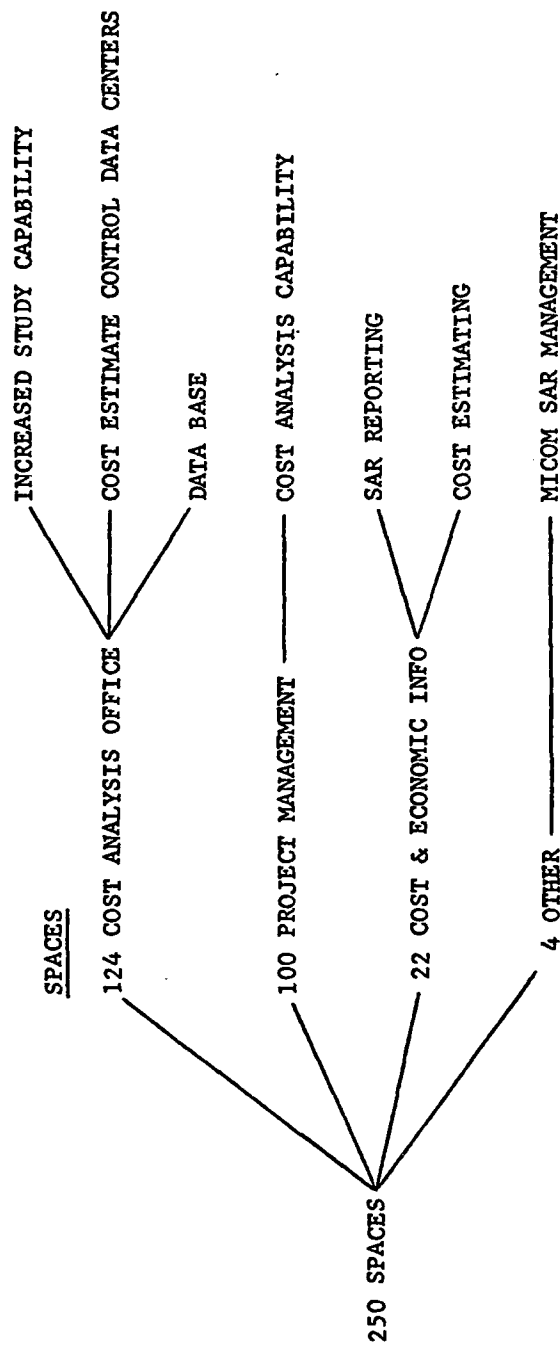 SPACES
250 SPACES
124 COST ANALYSIS OFFICE
INCREASED STUDY CAPABILITY
COST ESTIMATE CONTROL DATA CENTERS
DATA BASE
100 PROJECT MANAGEMENT
COST ANALYSIS CAPABILITY
22 COST & ECONOMIC INFO
SAR REPORTING
COST ESTIMATING
4 OTHER
MICOM SAR MANAGEMENT